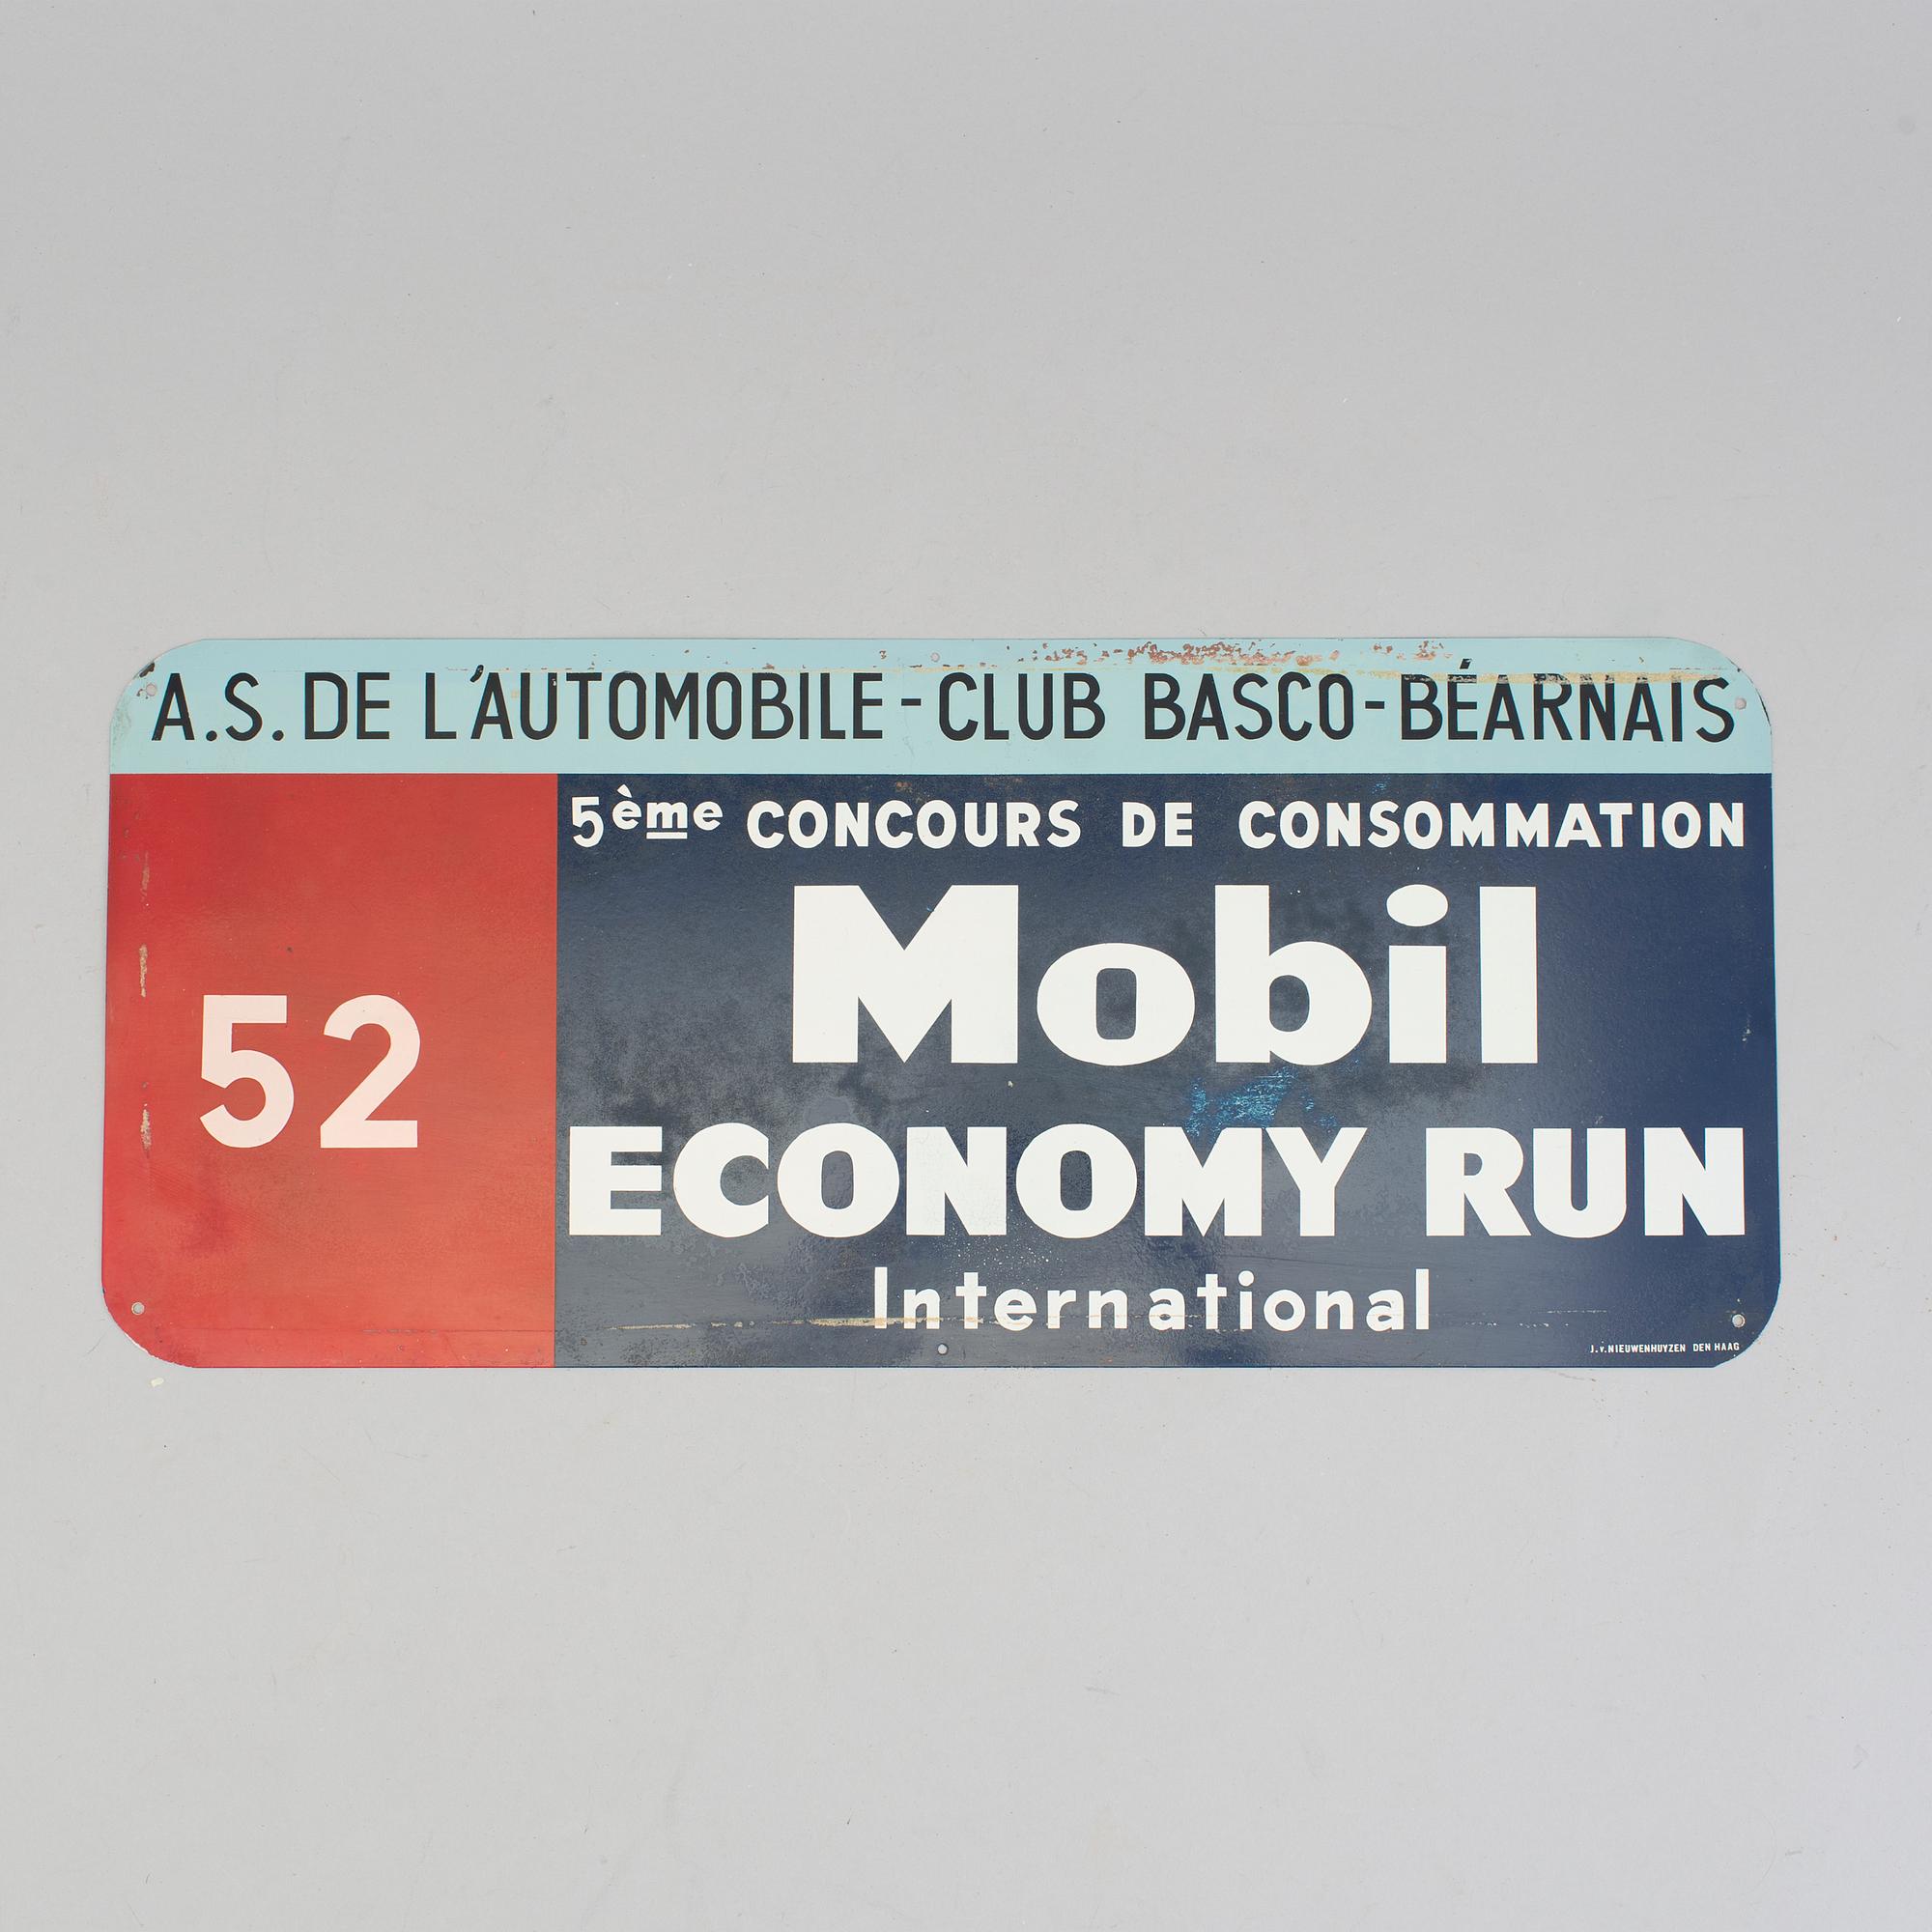 A.S. DE L'AUTOMOBILE-CLUB BASCO-BÉARNAIS
5ème CONCOURS DE CONSOMMATION
Mobil
52
ECONOMY RUN
International
J.v.NIEUWENHUYZEN DEN HAAG